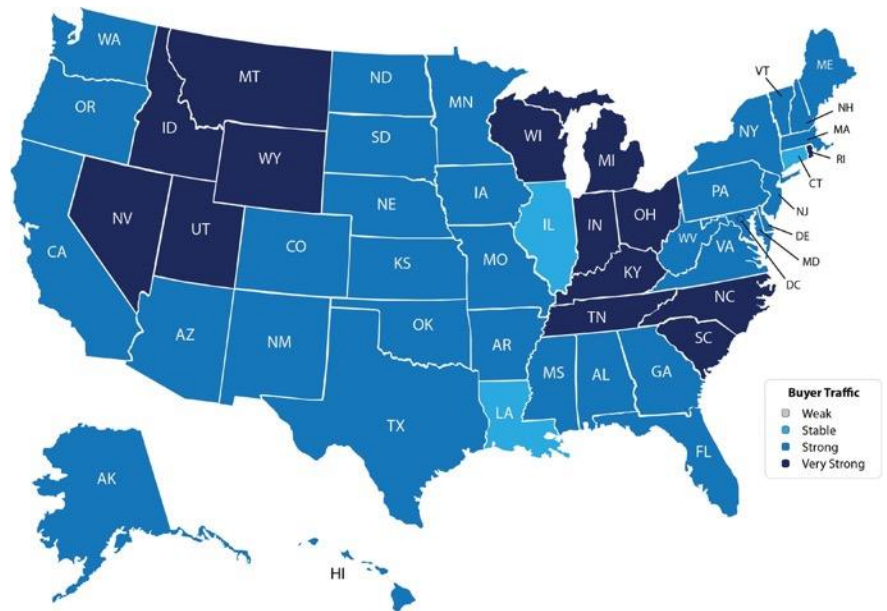 WA
MT
ND
MN
VT
ME
OR
ID
SD
WI
MI
NY
NH
MA
RI
CT
WY
IA
NE
PA
NJ
NV
UT
CO
IL
IN
OH
DE
MD
DC
CA
KS
MO
WV
VA
KY
NC
AZ
NM
OK
AR
TN
SC
TX
LA
MS
AL
GA
FL
AK
HI
Buyer Traffic
Weak
Stable
Strong
Very Strong